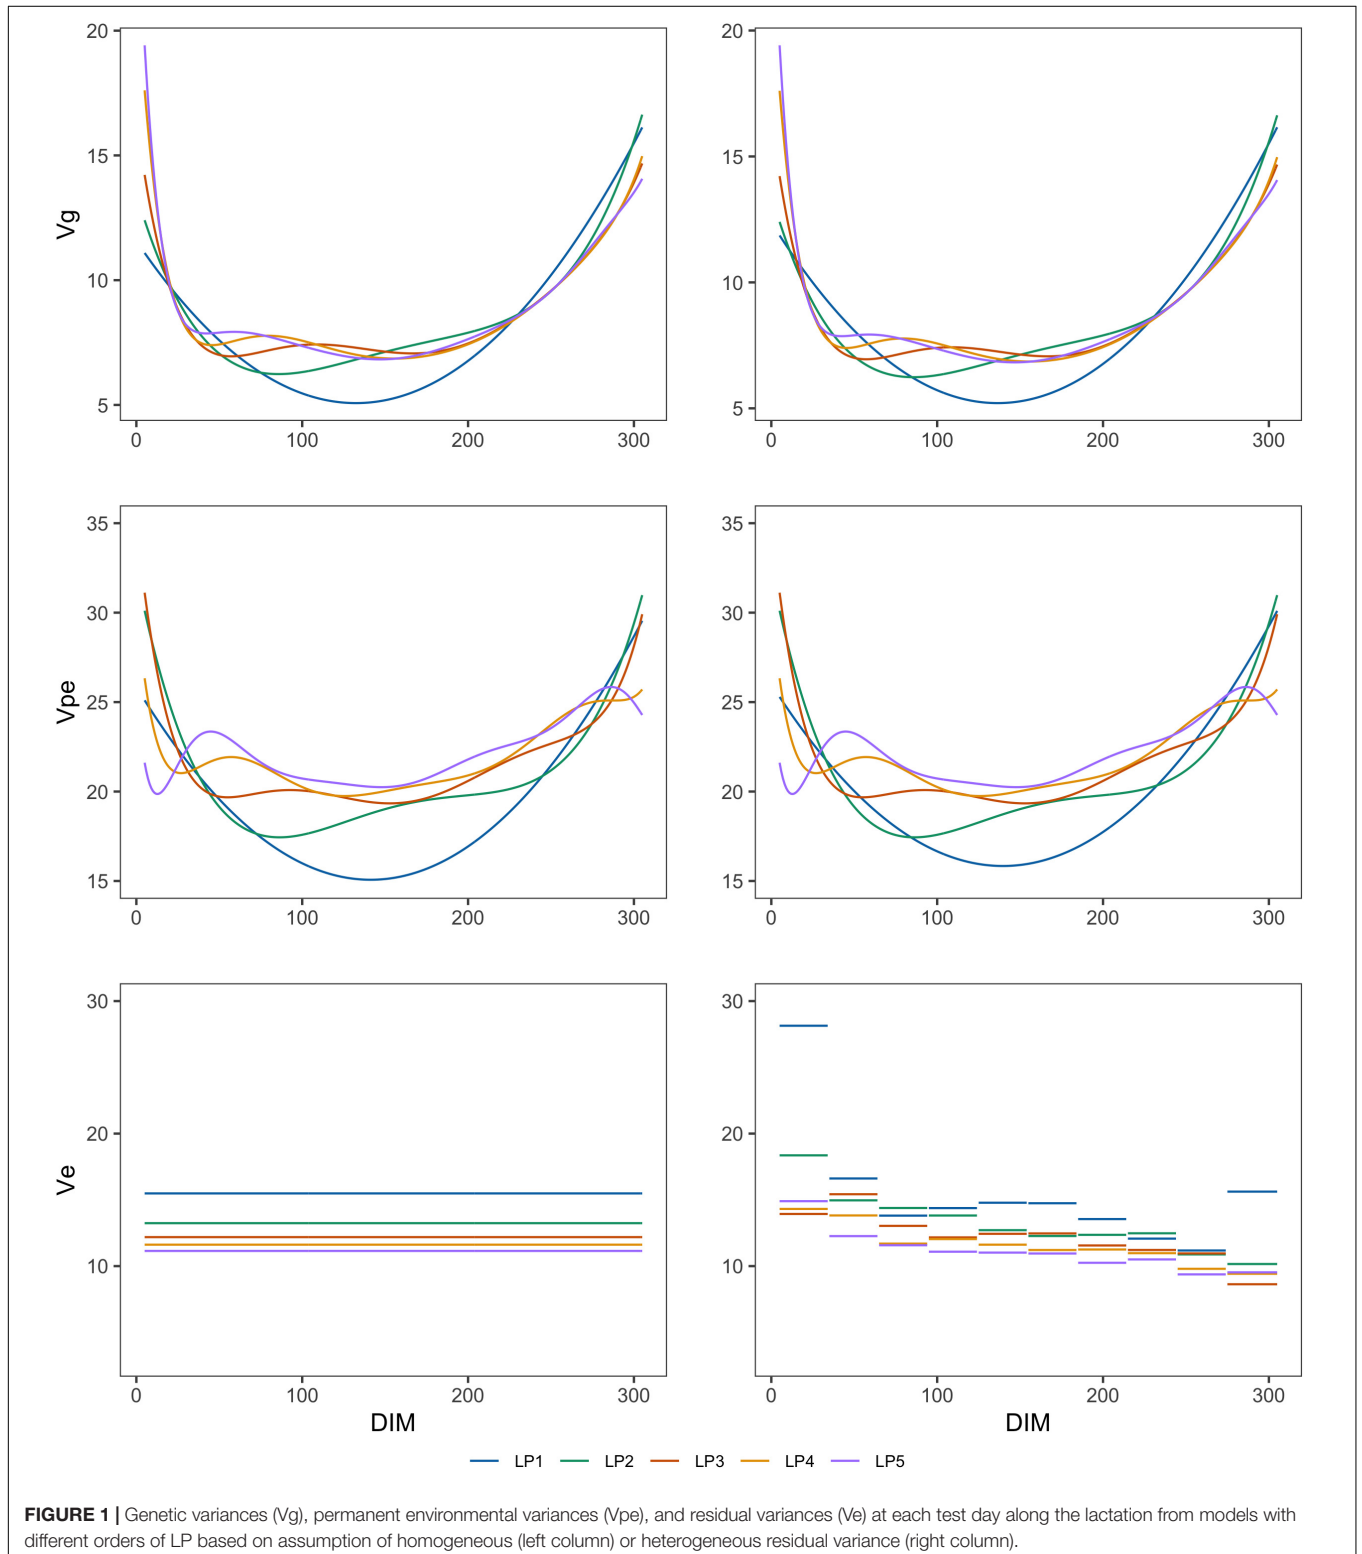 20
15
10
5
Vg
0 100 200 300
20
15
10
5
0 100 200 300
35
30
25
20
15
Vpe
0 100 200 300
35
30
25
20
15
0 100 200 300
30
20
10
Ve
0 100 200 300
DIM
30
20
10
0 100 200 300
DIM
LP1 LP2 LP3 LP4 LP5
FIGURE 1 | Genetic variances (Vg), permanent environmental variances (Vpe), and residual variances (Ve) at each test day along the lactation from models with
different orders of LP based on assumption of homogeneous (left column) or heterogeneous residual variance (right column).